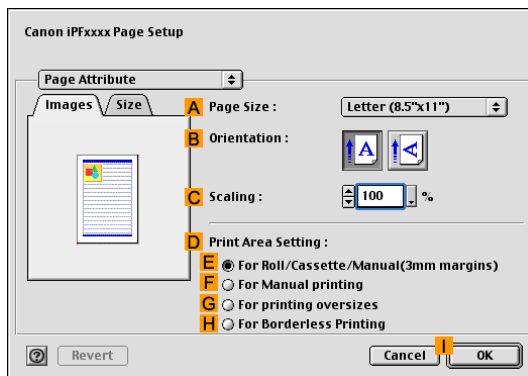 Canon iPFxxxx Page Setup
Page Attribute
Images Size
A Page Size : Letter (8.5"x11")
B Orientation : A A
C Scaling : 100 %
D Print Area Setting :
E For Roll/Cassette/Manual(3mm margins)
F For Manual printing
G For printing oversizes
H For Borderless Printing
I
? Revert Cancel OK